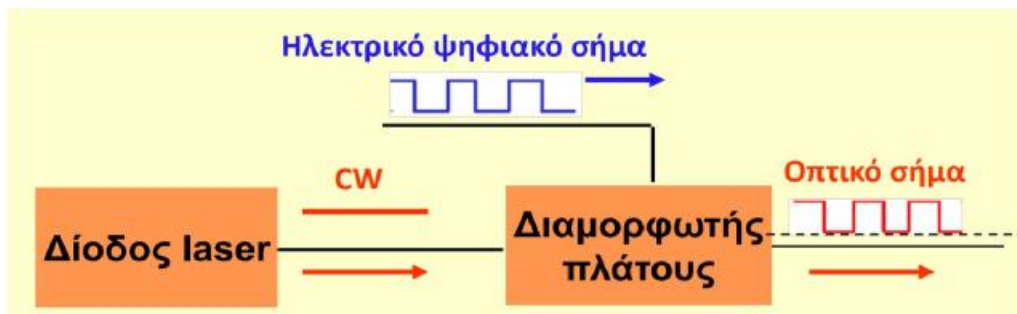 Ηλεκτρικό ψηφιακό σήμα
CW
Οπτικό σήμα
Δίοδος laser
Διαμορφωτής
πλάτους